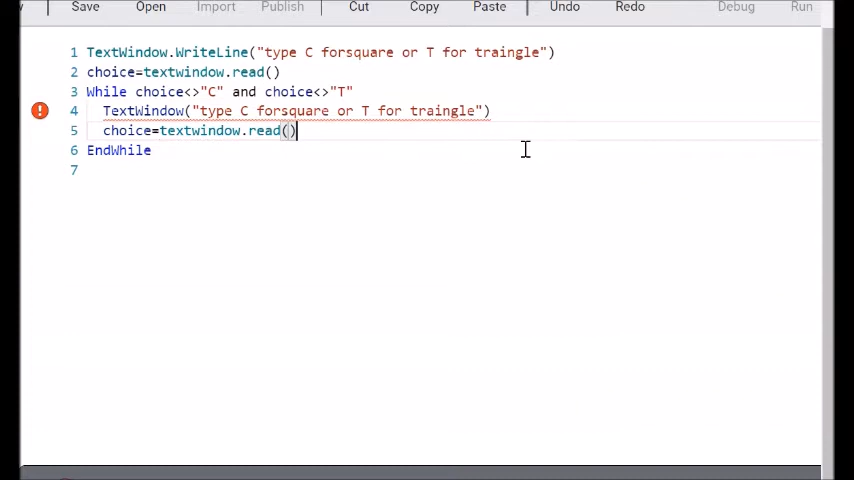 Save Open Import Publish Cut Copy Paste Undo Redo Debug Run
1 TextWindow.WriteLine("type C forsquare or T for traingle")
2 choice=textwindow.read()
3 While choice<>"C" and choice<>"T"
4 TextWindow("type C forsquare or T for traingle")
5 choice=textwindow.read()
6 EndWhile
7